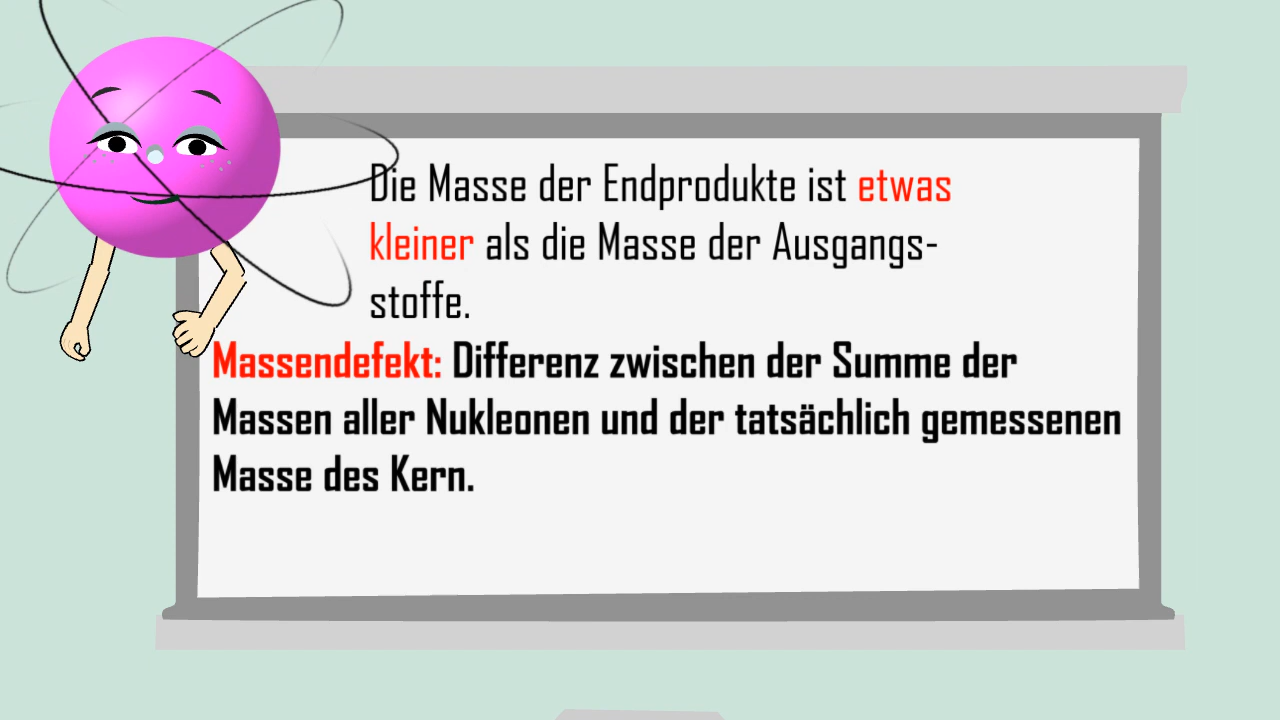 Die Masse der Endprodukte ist etwas
kleiner als die Masse der Ausgangs-
stoffe.
Massendefekt: Differenz zwischen der Summe der
Massen aller Nukleonen und der tatsächlich gemessenen
Masse des Kern.